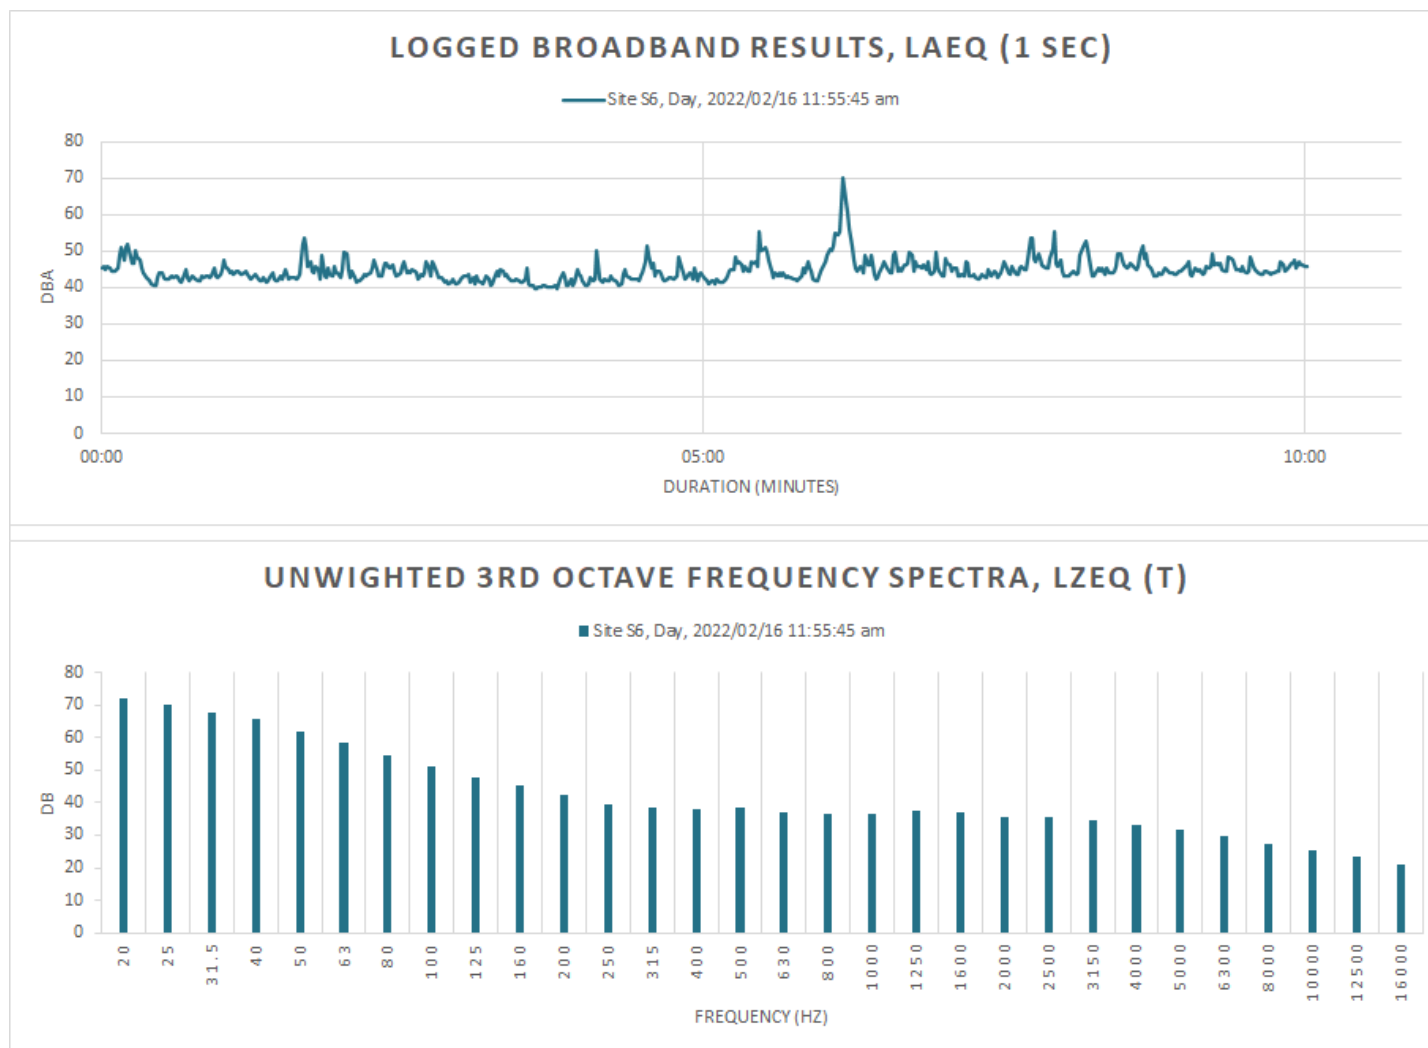 LOGGED BROADBAND RESULTS, LAEQ (1 SEC)
Site S6, Day, 2022/02/16 11:55:45 am
80
70
60
50
40
30
20
10
0
DBA
00:00 05:00 10:00
DURATION (MINUTES)
UNWIGHTED 3RD OCTAVE FREQUENCY SPECTRA, LZEQ (T)
Site S6, Day, 2022/02/16 11:55:45 am
80
70
60
50
40
30
20
10
0
DB
20 25 31.5 40 50 63 80 100 125 160 200 250 315 400 500 630 800 1000 1250 1600 2000 2500 3150 4000 5000 6300 8000 10000 12500 16000
FREQUENCY (HZ)